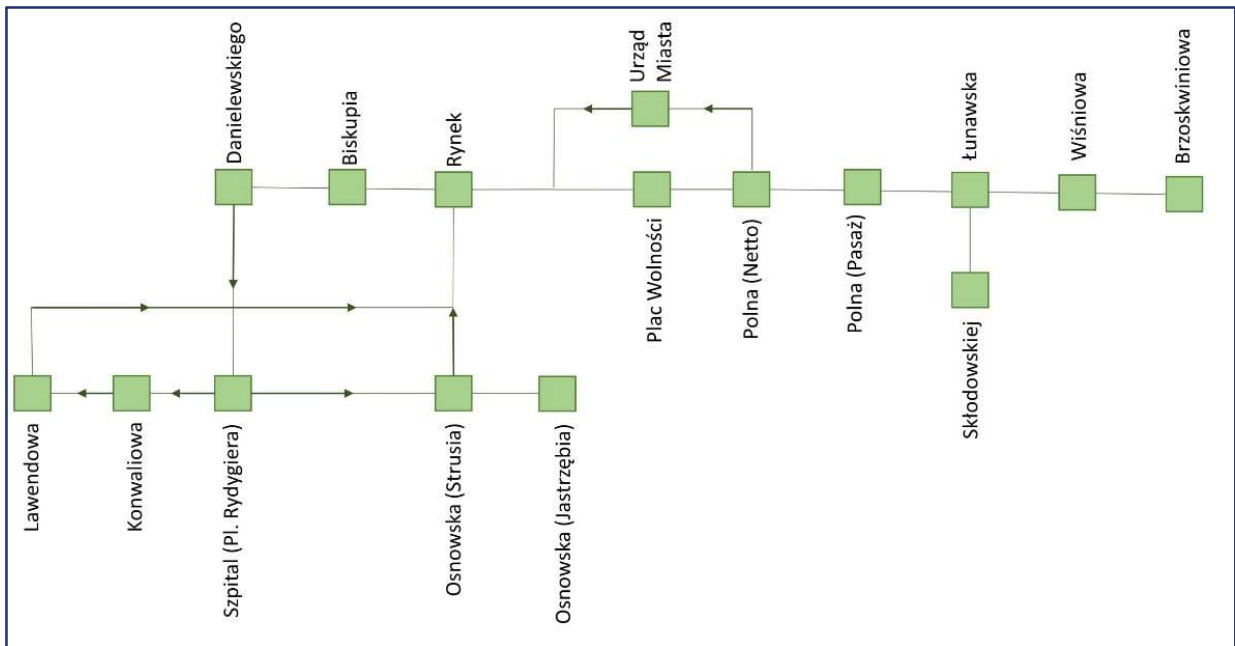 Danielewskiego
Biskupia
Rynek
Urząd
Miasta
Łunawska
Wiśniowa
Brzoskwiniowa
Plac Wolności
Polna (Netto)
Polna (Pasaż)
Skłodowskiej
Lawendowa
Konwaliowa
Szpital (Pl. Rydygiera)
Osnowska (Strusia)
Osnowska (Jastrzębia)